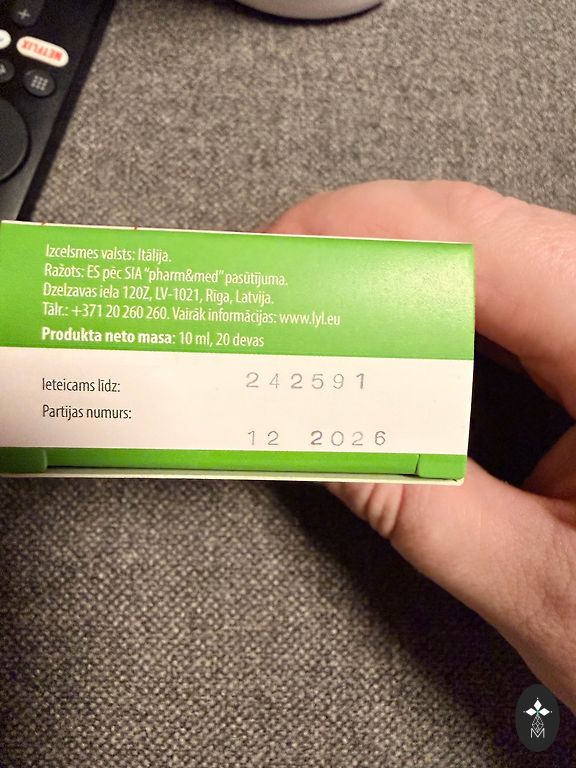 NETFLIX
Izcelsmes valsts: Itālija.
Ražots: ES pēc SIA "pharm&med" pasūtījuma.
Dzelzavas iela 120Z, LV-1021, Rīga, Latvija.
Tālr.: +371 20 260 260. Vairāk informācijas: www.lyl.eu
Produkta neto masa: 10 ml, 20 devas
Ieteicams līdz: 242591
Partijas numurs:
12 2026
M